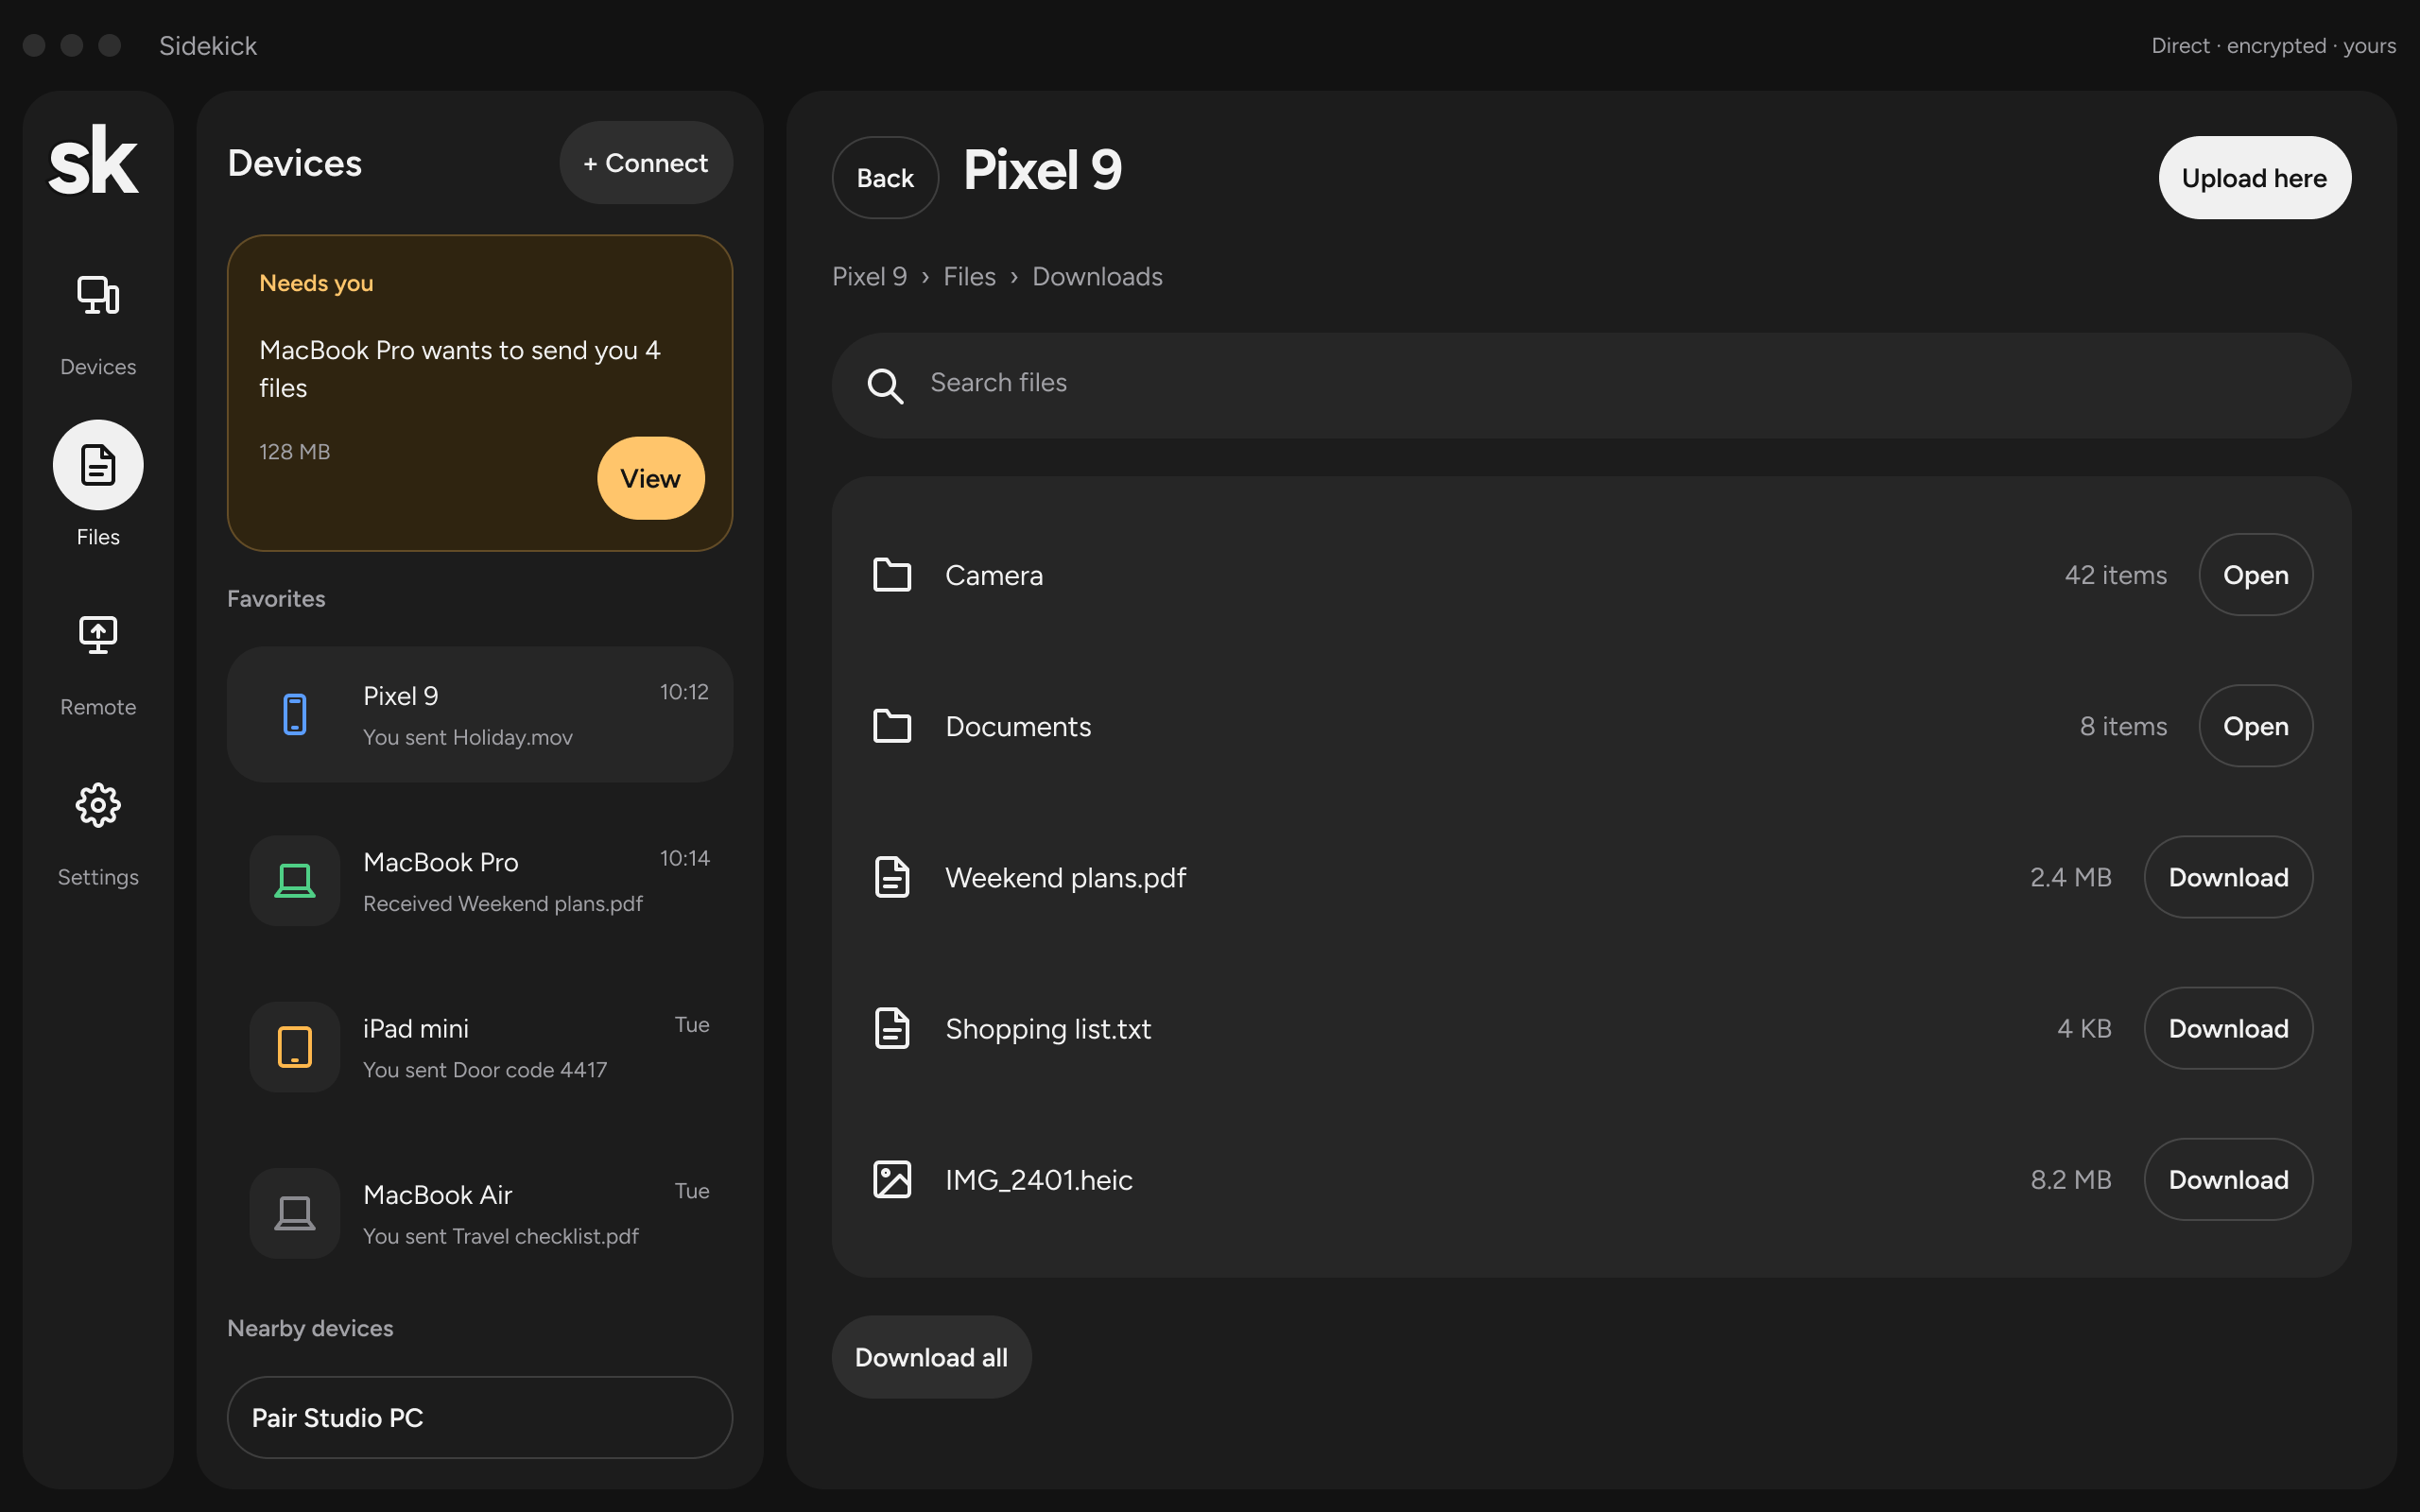 Sidekick
Direct · encrypted · yours
sk
Devices
Files
Remote
Settings
Devices
+ Connect
Needs you
MacBook Pro wants to send you 4
files
128 MB
View
Favorites
Pixel 9
10:12
You sent Holiday.mov
MacBook Pro
10:14
Received Weekend plans.pdf
iPad mini
Tue
You sent Door code 4417
MacBook Air
Tue
You sent Travel checklist.pdf
Nearby devices
Pair Studio PC
Back
Pixel 9
Upload here
Pixel 9 › Files › Downloads
Search files
Camera
42 items
Open
Documents
8 items
Open
Weekend plans.pdf
2.4 MB
Download
Shopping list.txt
4 KB
Download
IMG_2401.heic
8.2 MB
Download
Download all